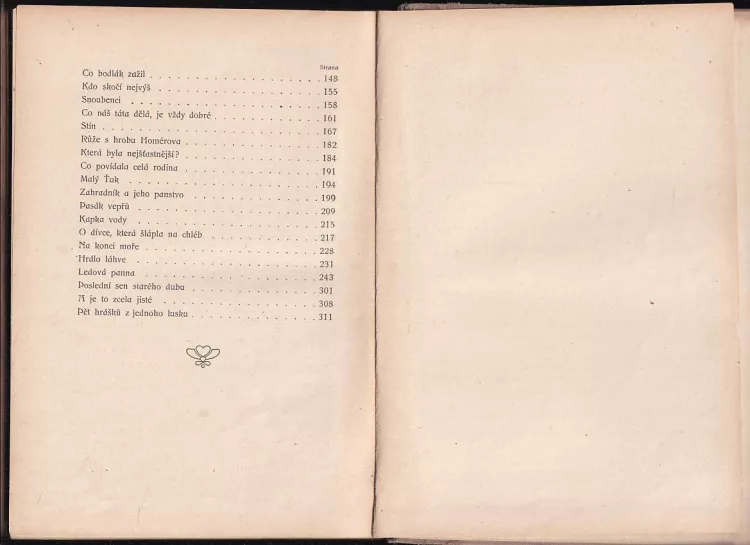 Strana
Co bodlák zažil . . . . . . . . . . . . . . . . . . 148
Kdo skočí nejvýš . . . . . . . . . . . . . . . . . 155
Snoubenci . . . . . . . . . . . . . . . . . . . 158
Co náš táta dělá, je vždy dobré . . . . . . . . . . . . 161
Stín . . . . . . . . . . . . . . . . . . . . . . 167
Růže s hrobu Homérova . . . . . . . . . . . . . . . 182
Která byla nejšťastnější? . . . . . . . . . . . . . . . 184
Co povídala celá rodina . . . . . . . . . . . . . . . 191
Malý Ťuk . . . . . . . . . . . . . . . . . . . . 194
Zahradník a jeho panstvo . . . . . . . . . . . . . . 199
Pasák vepřů . . . . . . . . . . . . . . . . . . . 209
Kapka vody . . . . . . . . . . . . . . . . . . . 215
O dívce, která šlápla na chléb . . . . . . . . . . . . . 217
Na konci moře . . . . . . . . . . . . . . . . . . 228
Hrdlo láhve . . . . . . . . . . . . . . . . . . . 231
Ledová panna . . . . . . . . . . . . . . . . . . 243
Poslední sen starého dubu . . . . . . . . . . . . . . 301
A je to zcela jisté . . . . . . . . . . . . . . . . . 308
Pět hrášků z jednoho lusku . . . . . . . . . . . . . . 311